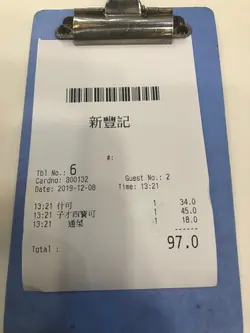 新豐記
#:
Tbl No.: 6
Cardno: 800132 Guest No.: 2
Date: 2019-12-08 Time: 13:21
13:21 什可 1 34.0
13:21 子才西賢可 1 45.0
13:21 通菜 1 18.0
Total : 97.0